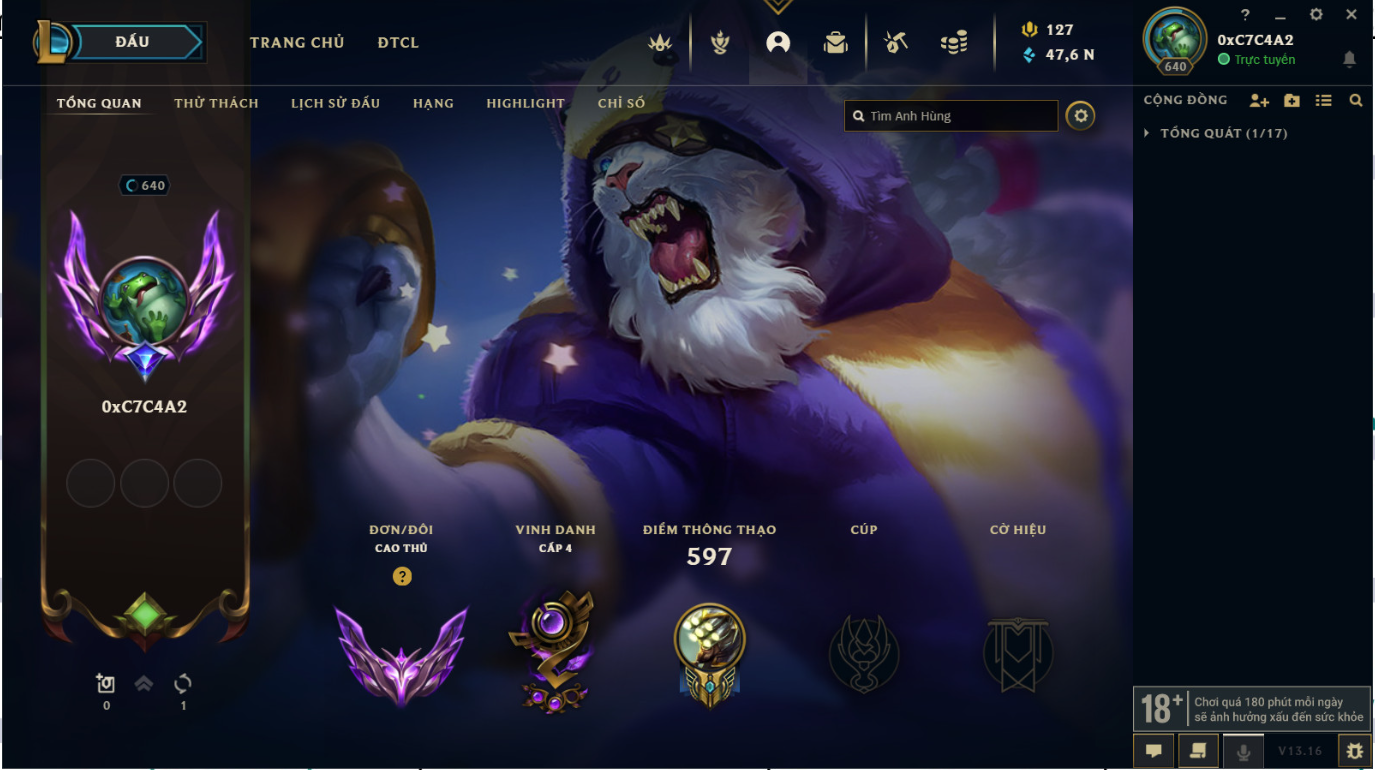 ĐẤU
TRANG CHỦ
ĐTCL
127
47,6 N
?
0xC7C4A2
Trực tuyến
640
TỔNG QUAN
THỬ THÁCH
LỊCH SỬ ĐẤU
HẠNG
HIGHLIGHT
CHỈ SỐ
Tìm Anh Hùng
CỘNG ĐỒNG
TỔNG QUÁT (1/17)
640
0xC7C4A2
ĐƠN/ĐÔI
CAO THỦ
?
VINH DANH
CẤP 4
ĐIỂM THÔNG THẠO
597
CÚP
CỜ HIỆU
0
1
18+
Chơi quá 180 phút mỗi ngày
sẽ ảnh hưởng xấu đến sức khỏe
V13.16